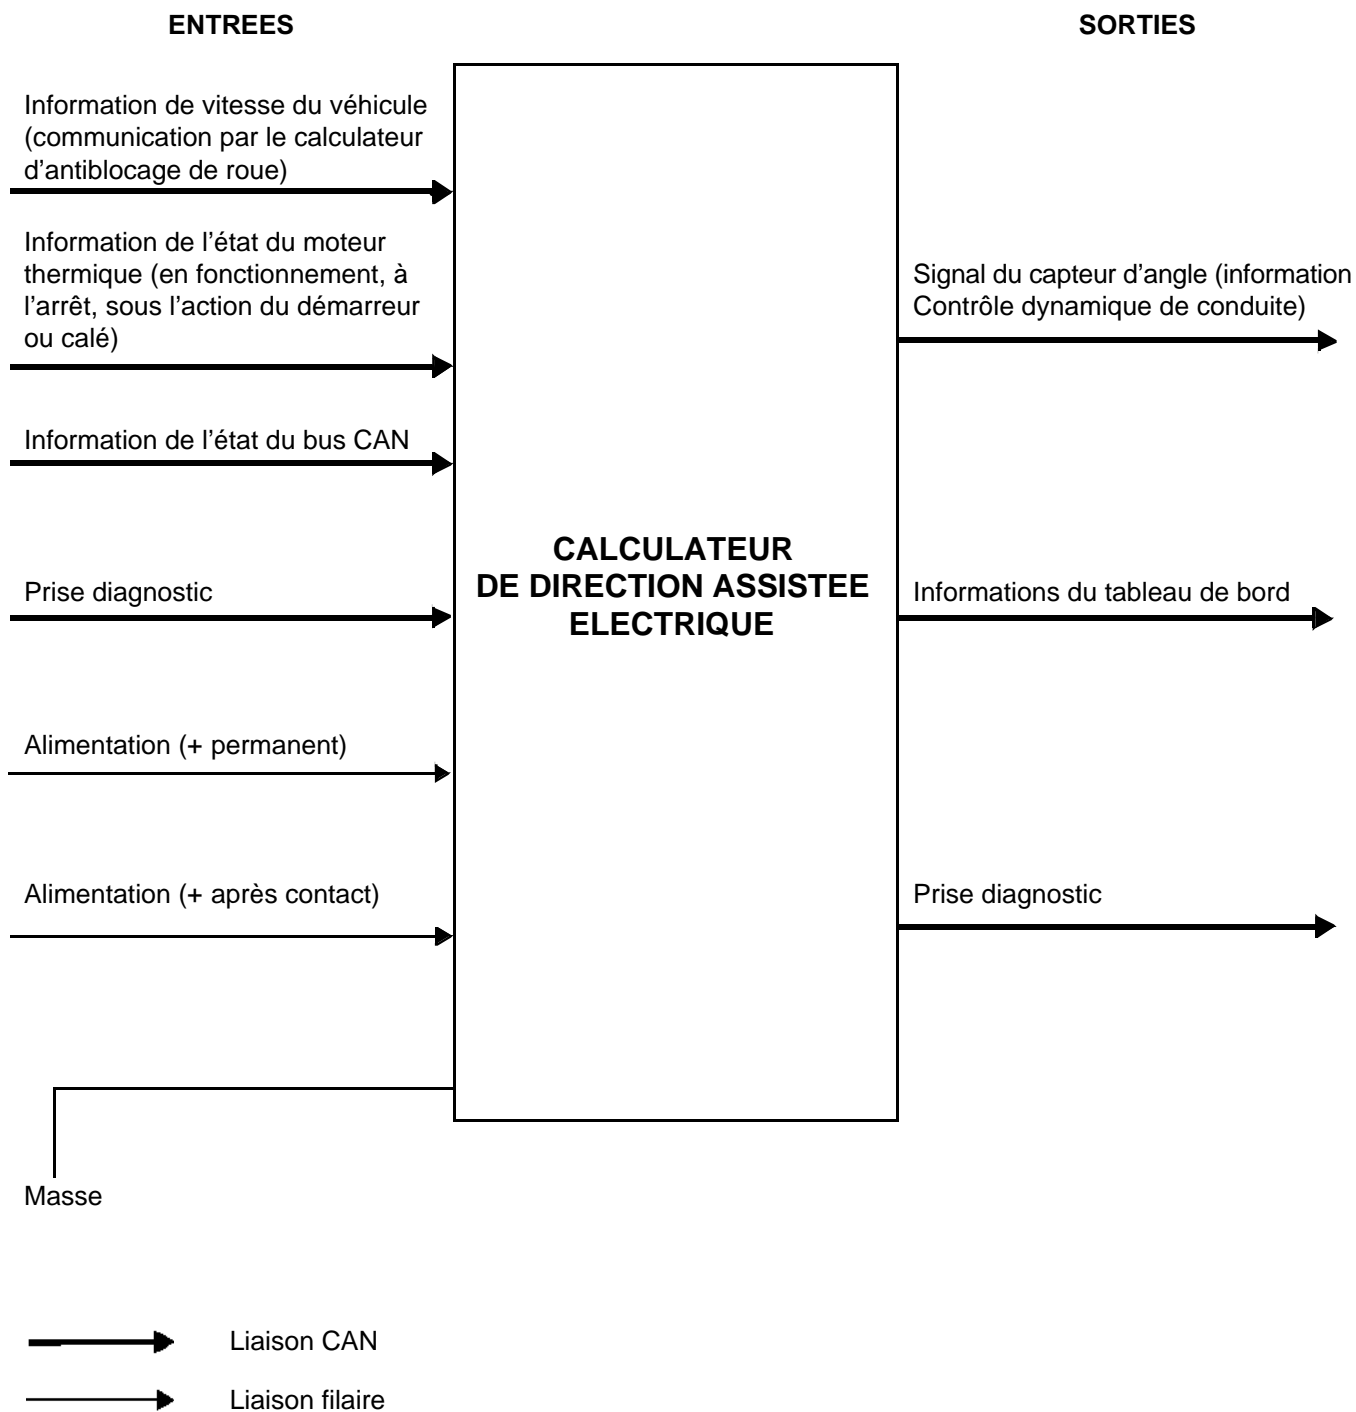 ENTREES
SORTIES
Information de vitesse du véhicule
(communication par le calculateur
d’antiblocage de roue)
Information de l’état du moteur
thermique (en fonctionnement, à
l’arrêt, sous l’action du démarreur
ou calé)
Information de l’état du bus CAN
Prise diagnostic
Alimentation (+ permanent)
Alimentation (+ après contact)
Masse
CALCULATEUR
DE DIRECTION ASSISTEE
ELECTRIQUE
Signal du capteur d’angle (information
Contrôle dynamique de conduite)
Informations du tableau de bord
Prise diagnostic
Liaison CAN
Liaison filaire